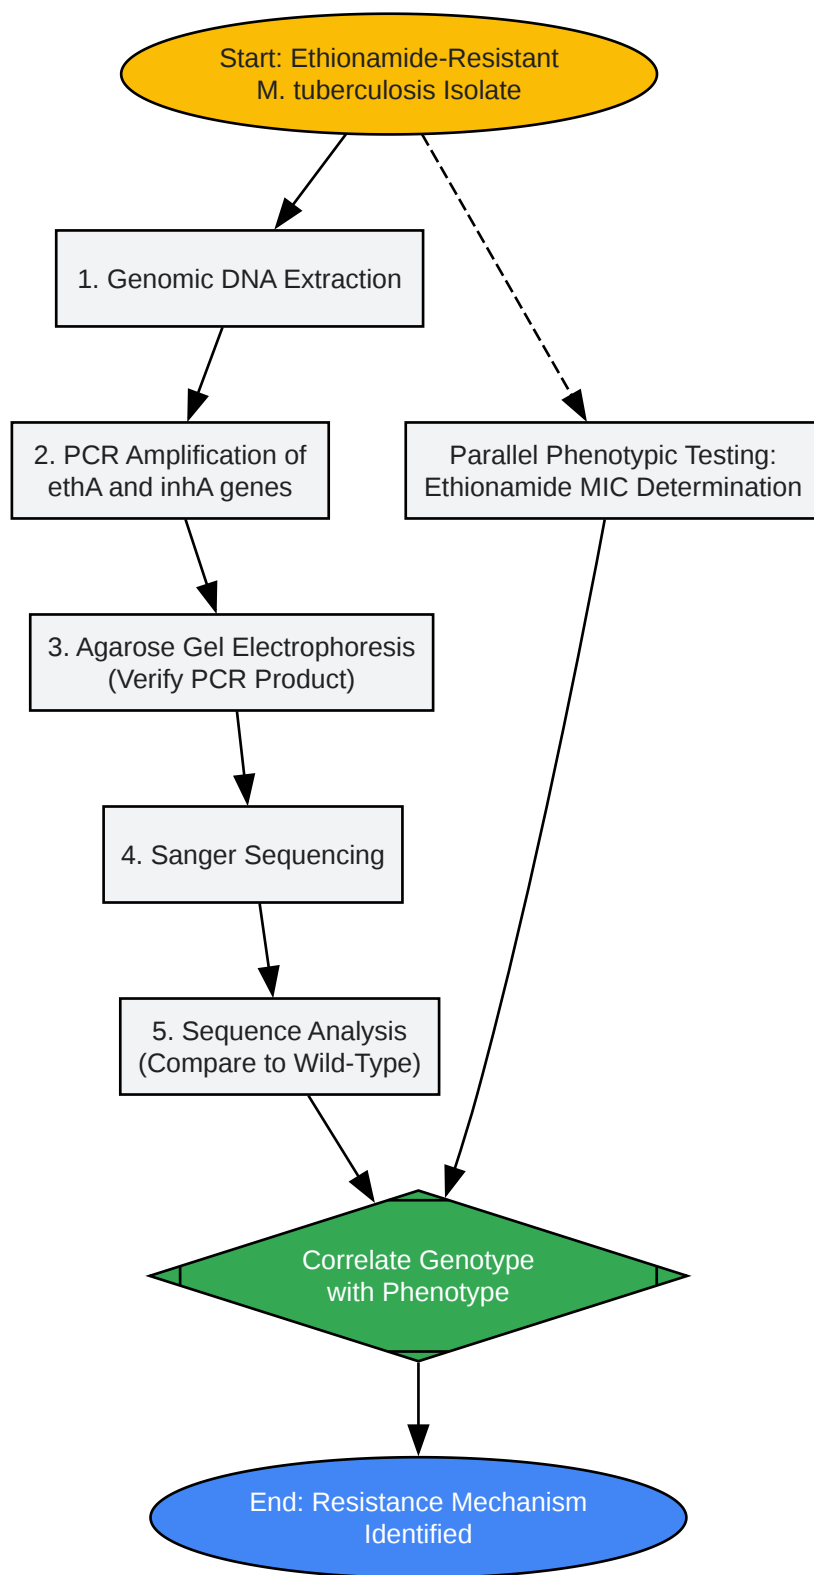 Start: Ethionamide-Resistant
M. tuberculosis Isolate
1. Genomic DNA Extraction
2. PCR Amplification of
ethA and inhA genes
Parallel Phenotypic Testing:
Ethionamide MIC Determination
3. Agarose Gel Electrophoresis
(Verify PCR Product)
4. Sanger Sequencing
5. Sequence Analysis
(Compare to Wild-Type)
Correlate Genotype
with Phenotype
End: Resistance Mechanism
Identified